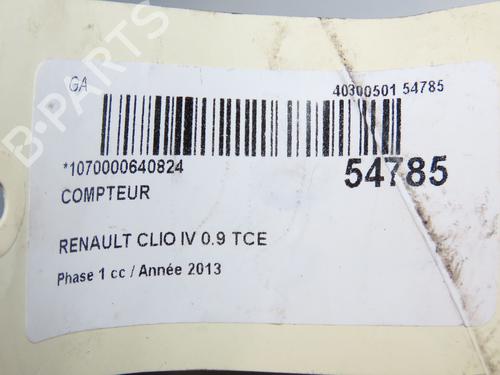 GA
40300501 54785
*1070000640824
54785
COMPTEUR
RENAULT CLIO IV 0.9 TCE
Phase 1 cc / Année 2013
B-PARTS